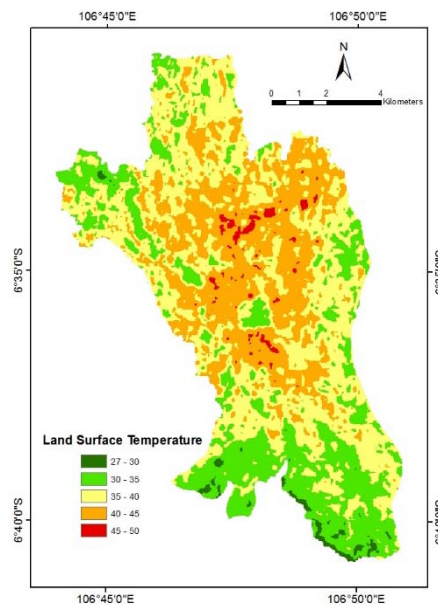 106°45'0"E 106°50'0"E
N
0 1 2 4
Kilometers
6°35'0"S
Land Surface Temperature
27 - 30
30 - 35
35 - 40
40 - 45
45 - 50
6°40'0"S
106°45'0"E 106°50'0"E